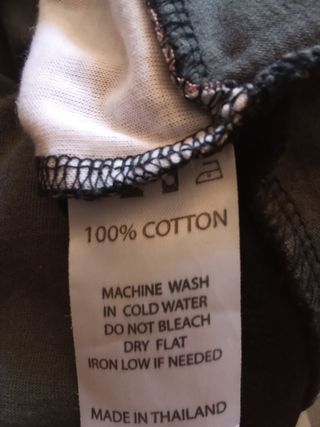 100% COTTON
MACHINE WASH
IN COLD WATER
DO NOT BLEACH
DRY FLAT
IRON LOW IF NEEDED
MADE IN THAILAND